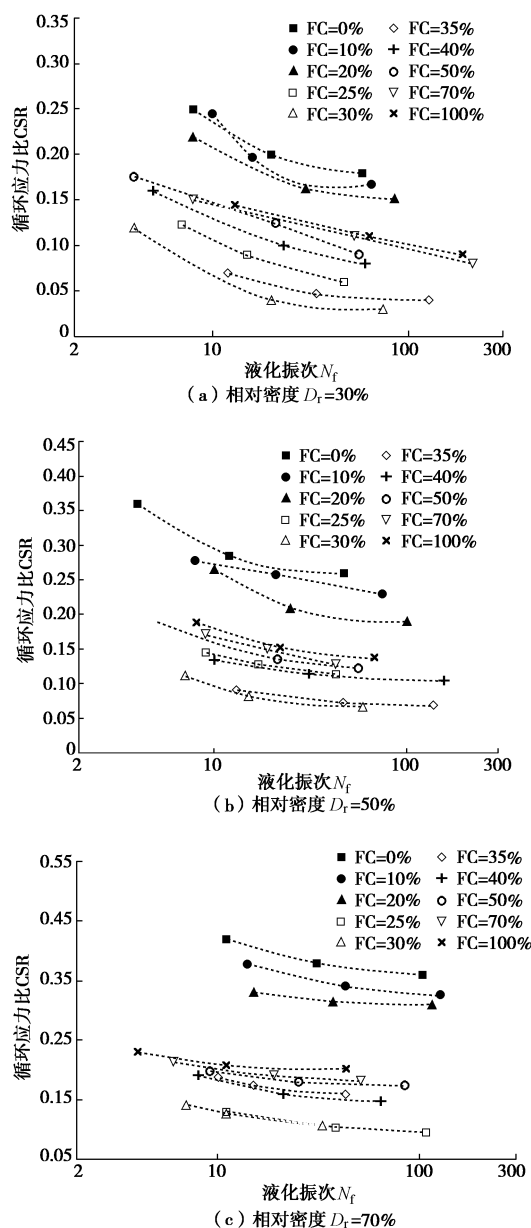 0.35
0.30
0.25
0.20
0.15
0.10
0.05
0
循环应力比CSR
FC=0%
FC=10%
FC=20%
FC=25%
FC=30%
FC=35%
FC=40%
FC=50%
FC=70%
FC=100%
2 10 100 300
液化振次Nf
（a）相对密度Dr=30%
0.45
0.40
0.35
0.30
0.25
0.20
0.15
0.10
0.05
0
循环应力比CSR
FC=0%
FC=10%
FC=20%
FC=25%
FC=30%
FC=35%
FC=40%
FC=50%
FC=70%
FC=100%
10 100 300
液化振次Nf
（b）相对密度Dr=50%
0.55
0.45
0.35
0.25
0.15
0.05
循环应力比CSR
FC=0%
FC=10%
FC=20%
FC=25%
FC=30%
FC=35%
FC=40%
FC=50%
FC=70%
FC=100%
2 10 100 300
液化振次Nf
（c）相对密度Dr=70%